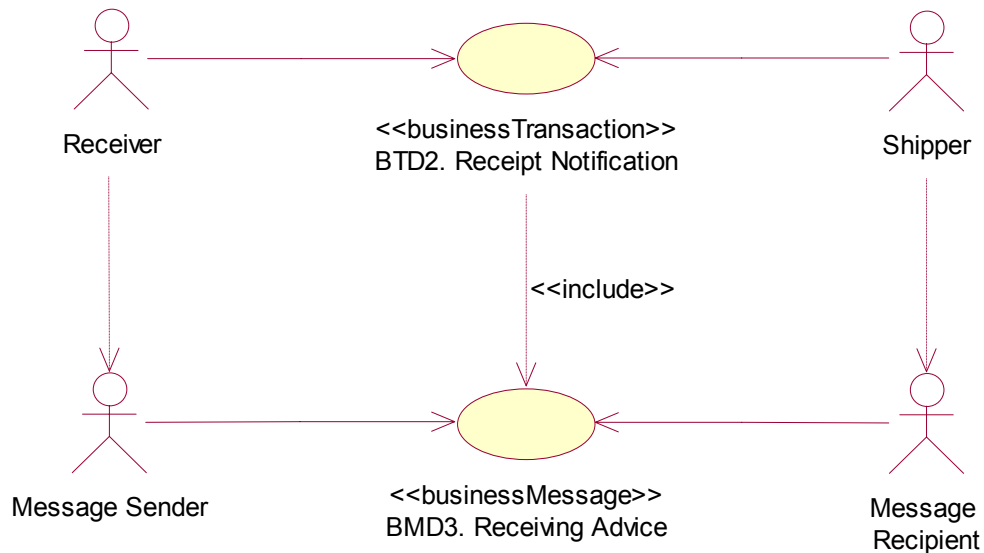 Receiver
<<businessTransaction>>
BTD2. Receipt Notification
Shipper
<<include>>
Message Sender
<<businessMessage>>
BMD3. Receiving Advice
Message
Recipient